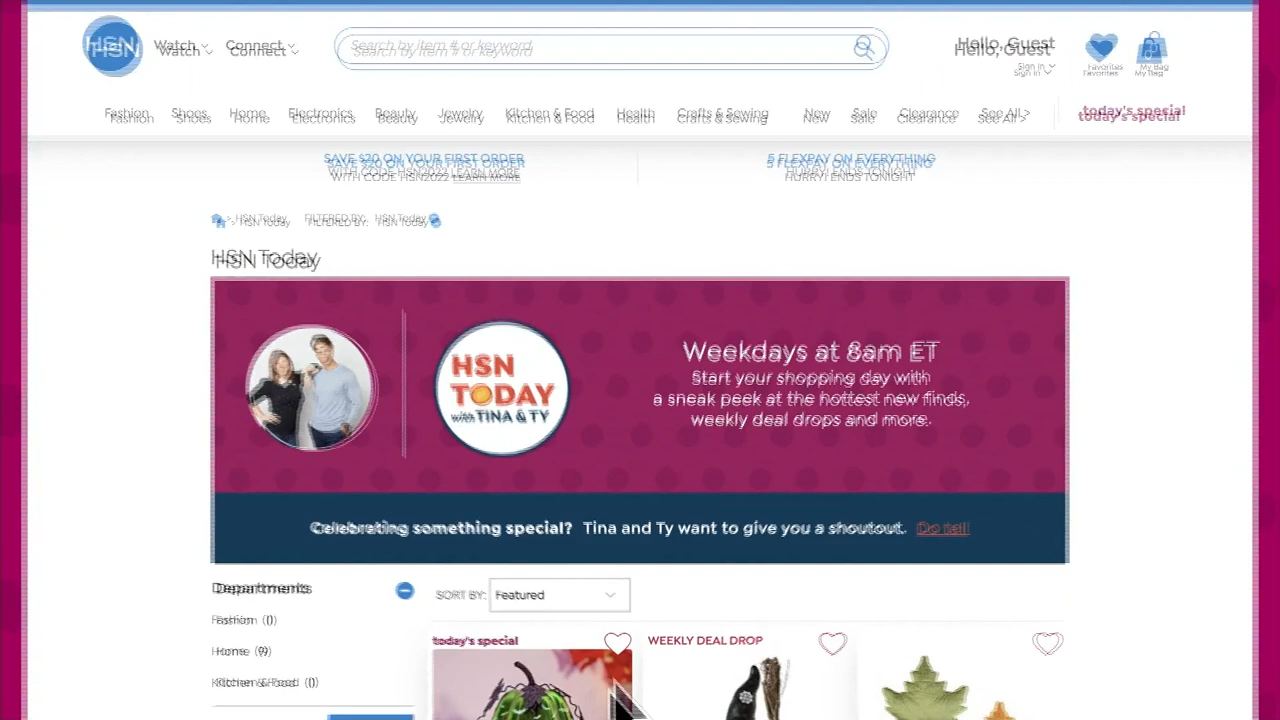 HSN
Watch
Connect
Search by item # or keyword
Hello, Guest
Sign In
Favorites
My Bag
Fashion
Shoes
Home
Electronics
Beauty
Jewelry
Kitchen & Food
Health
Crafts & Sewing
New
Sale
Clearance
See All >
today's special
SAVE $20 ON YOUR FIRST ORDER
WITH CODE HSN2022 LEARN MORE
5 FLEXPAY ON EVERYTHING
HURRY! ENDS TONIGHT
> HSN Today FILTERED BY: HSN Today
HSN Today
HSN
TODAY
with TINA & TY
Weekdays at 8am ET
Start your shopping day with
a sneak peek at the hottest new finds,
weekly deal drops and more.
Celebrating something special? Tina and Ty want to give you a shoutout. Do tell!
Departments
Fashion (1)
Home (9)
Kitchen & Food (1)
SORT BY: Featured
today's special
WEEKLY DEAL DROP